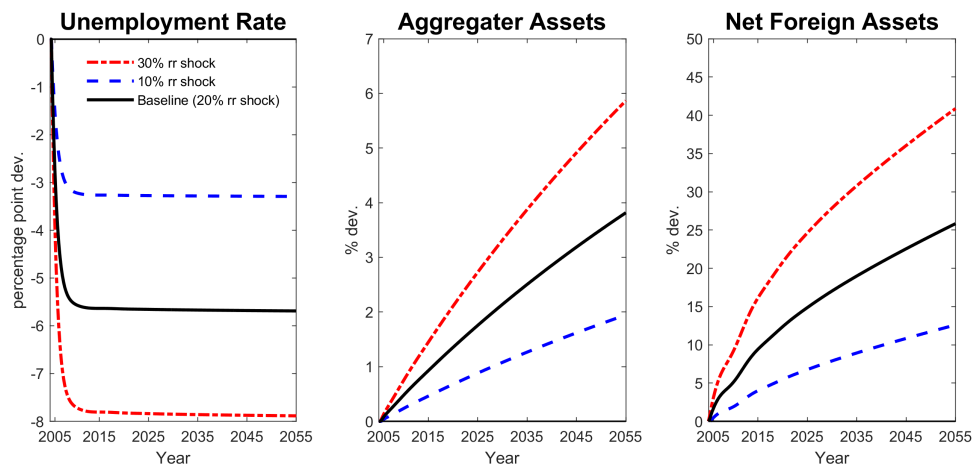 Unemployment Rate
percentage point dev.
0
-1
-2
-3
-4
-5
-6
-7
-8
30% rr shock
10% rr shock
Baseline (20% rr shock)
2005 2015 2025 2035 2045 2055
Year
Aggregater Assets
% dev.
7
6
5
4
3
2
1
0
2005 2015 2025 2035 2045 2055
Year
Net Foreign Assets
% dev.
50
45
40
35
30
25
20
15
10
5
0
2005 2015 2025 2035 2045 2055
Year